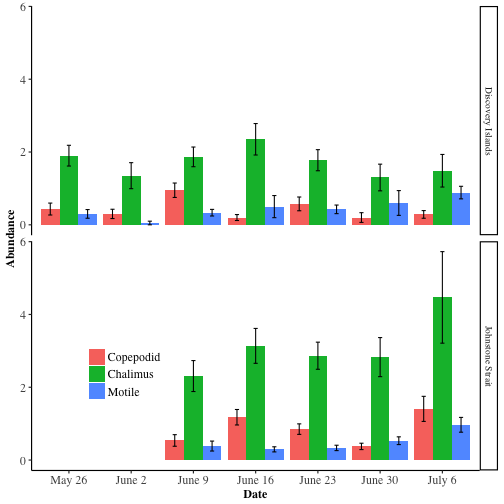 6
4
2
0
Discovery Islands
Abundance
6
4
2
0
Johnstone Strait
Copepodid
Chalimus
Motile
May 26 June 2 June 9 June 16 June 23 June 30 July 6
Date